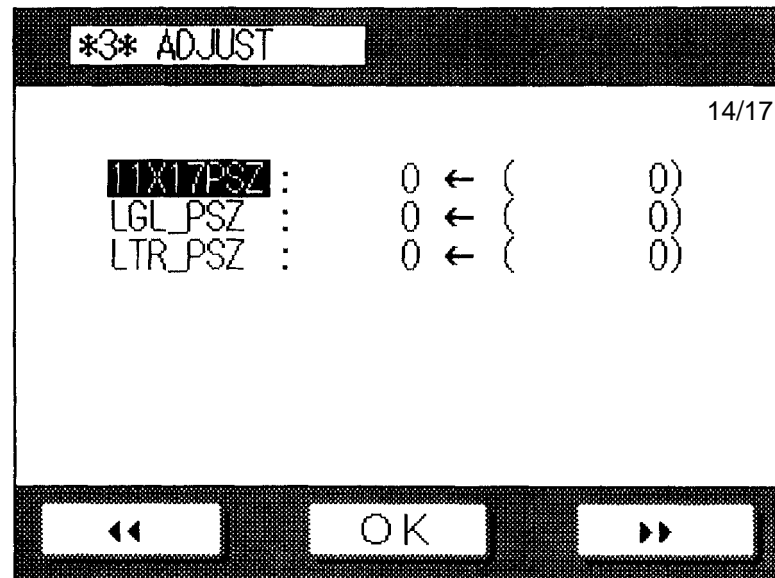 *3* ADJUST
14/17
11X17PSZ : 0 ← ( 0)
LGL_PSZ : 0 ← ( 0)
LTR_PSZ : 0 ← ( 0)
OK